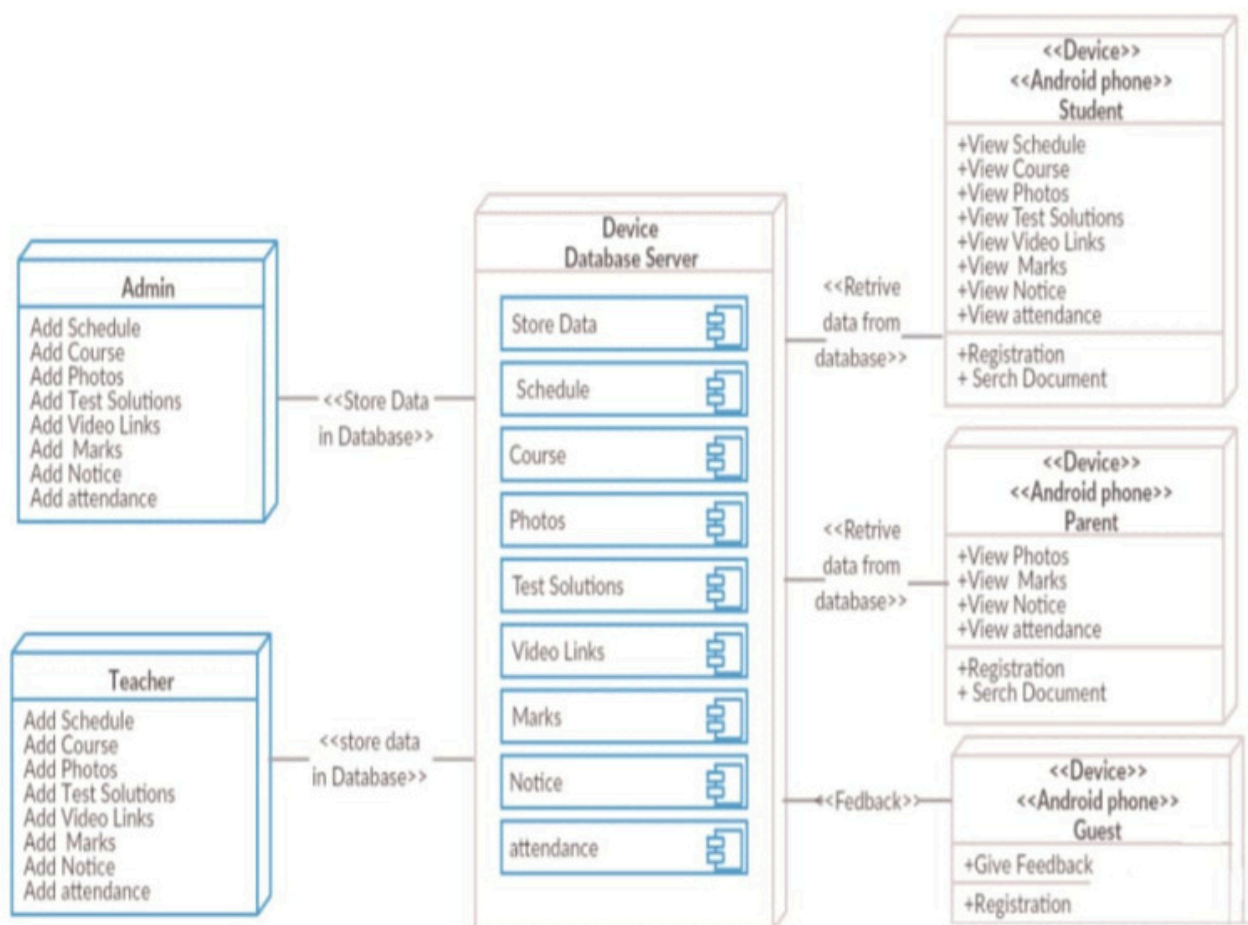 Admin
Add Schedule
Add Course
Add Photos
Add Test Solutions
Add Video Links
Add Marks
Add Notice
Add attendance
<<Store Data
in Database>>
Teacher
Add Schedule
Add Course
Add Photos
Add Test Solutions
Add Video Links
Add Marks
Add Notice
Add attendance
<<store data
in Database>>
Device
Database Server
Store Data
Schedule
Course
Photos
Test Solutions
Video Links
Marks
Notice
attendance
<<Retrive
data from
database>>
<<Device>>
<<Android phone>>
Student
+View Schedule
+View Course
+View Photos
+View Test Solutions
+View Video Links
+View Marks
+View Notice
+View attendance
+Registration
+ Serch Document
<<Retrive
data from
database>>
<<Device>>
<<Android phone>>
Parent
+View Photos
+View Marks
+View Notice
+View attendance
+Registration
+ Serch Document
<<Fedback>>
<<Device>>
<<Android phone>>
Guest
+Give Feedback
+Registration